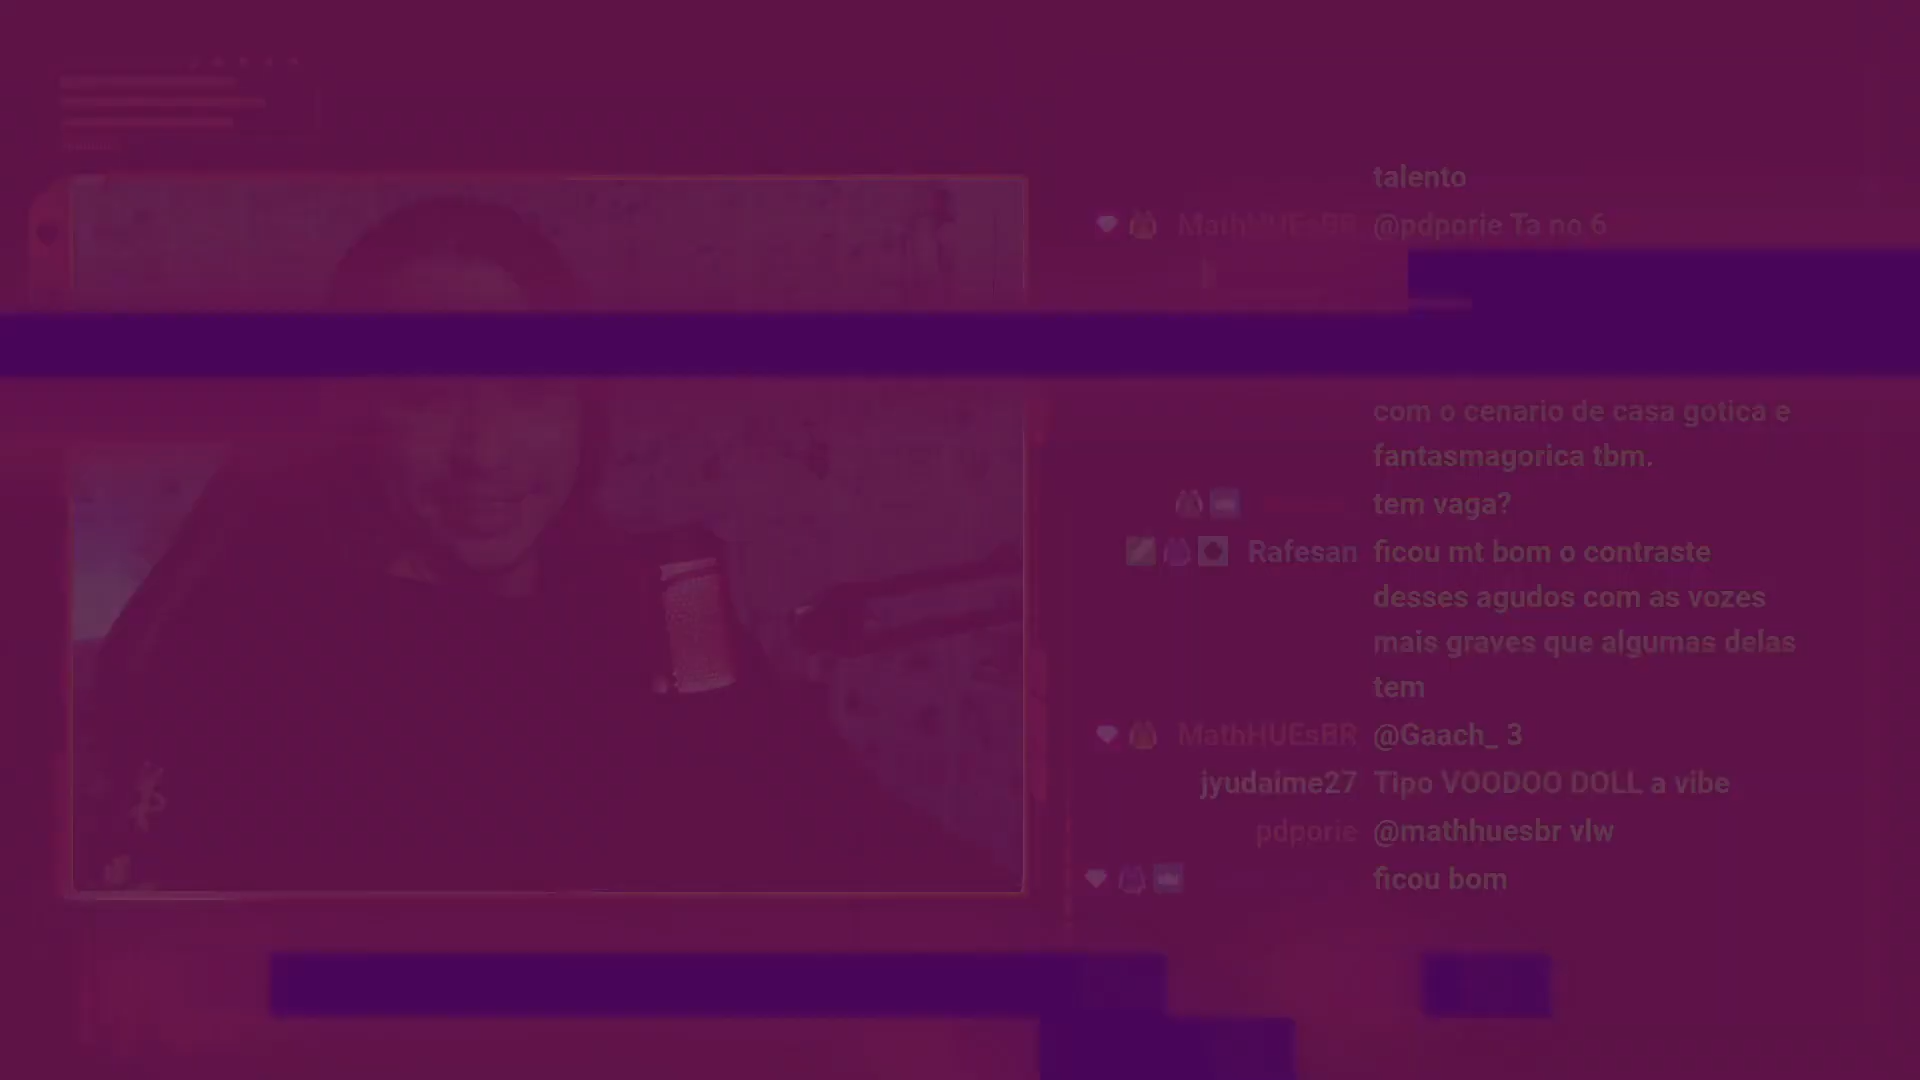 talento
MathHUEsBR @pdporie Ta no 6
com o cenario de casa gotica e
fantasmagorica tbm.
tem vaga?
Rafesan ficou mt bom o contraste
desses agudos com as vozes
mais graves que algumas delas
tem
MathHUEsBR @Gaach_ 3
jyudaime27 Tipo VOODOO DOLL a vibe
pdporie @mathhuesbr vlw
ficou bom